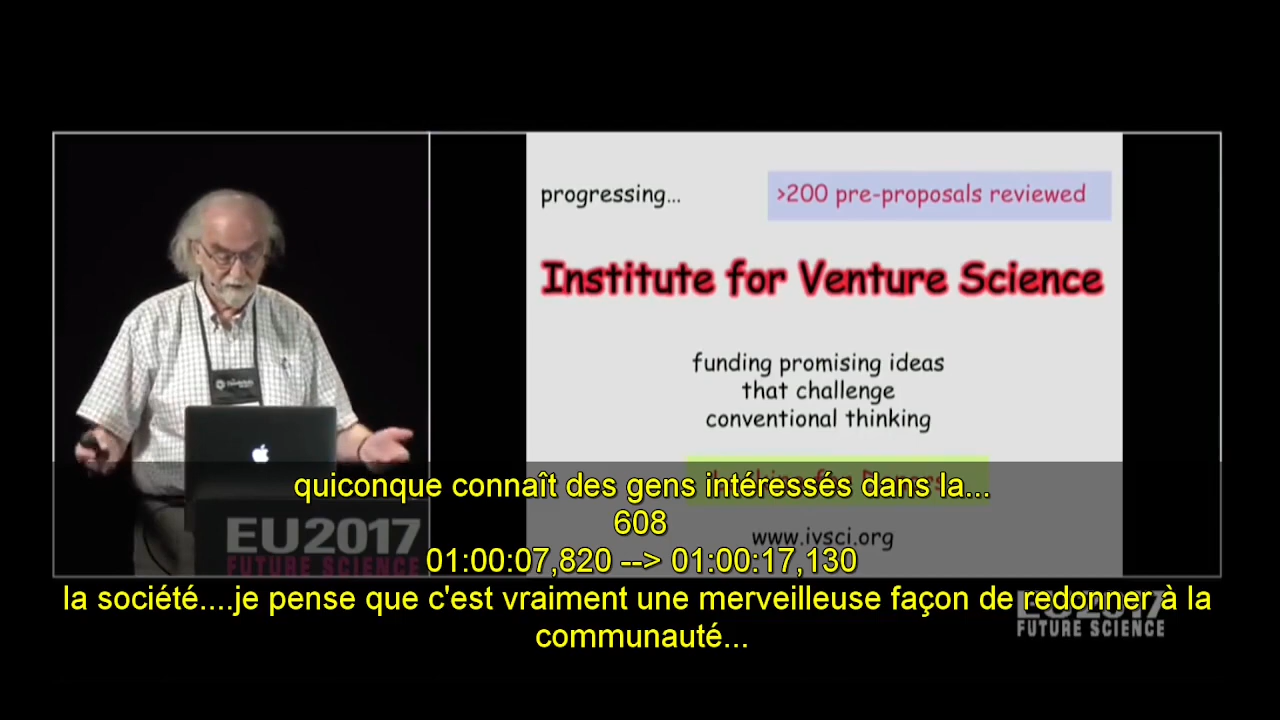 progressing...
>200 pre-proposals reviewed
Institute for Venture Science
funding promising ideas
that challenge
conventional thinking
www.ivsci.org
EU2017
FUTURE SCIENCE
quiconque connaît des gens intéressés dans la...
608
01:00:07,820 --> 01:00:17,130
la société....je pense que c'est vraiment une merveilleuse façon de redonner à la
communauté...
EU2017
FUTURE SCIENCE